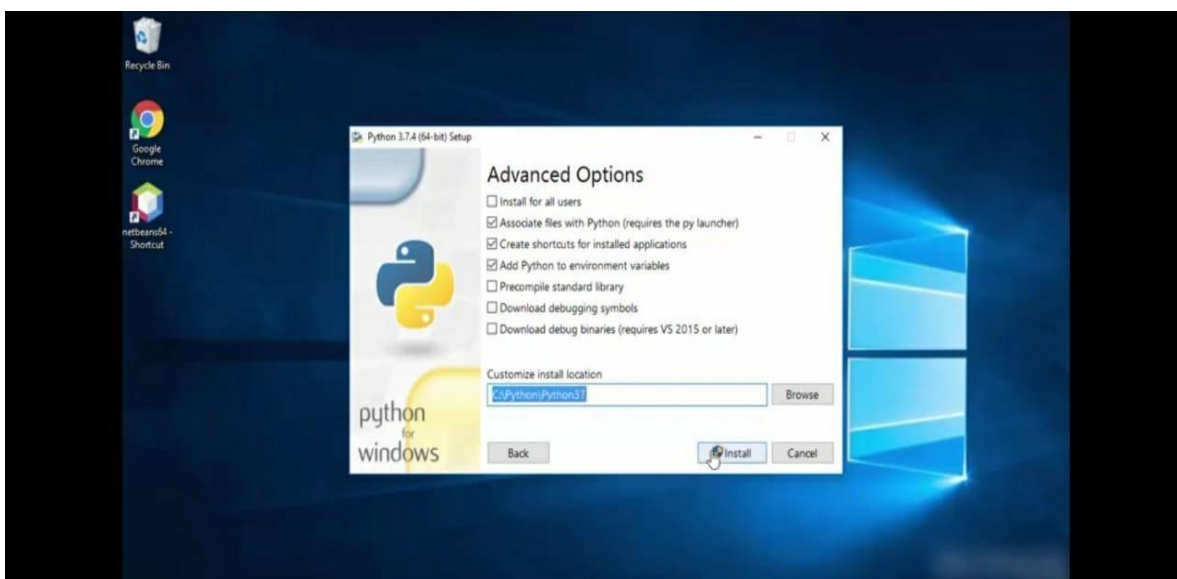 Recycle Bin
Google
Chrome
netbeans64 -
Shortcut
Python 3.7.4 (64-bit) Setup
Advanced Options
Install for all users
Associate files with Python (requires the py launcher)
Create shortcuts for installed applications
Add Python to environment variables
Precompile standard library
Download debugging symbols
Download debug binaries (requires VS 2015 or later)
Customize install location
C:\Python\Python37
Browse
python
for
windows
Back
Install
Cancel